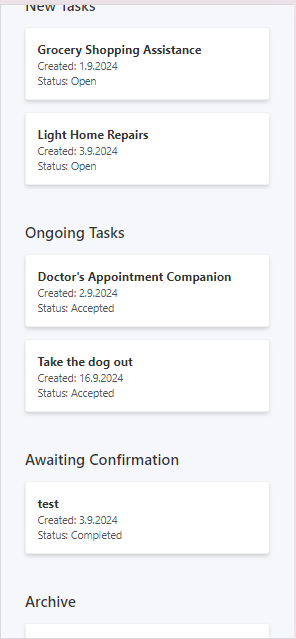 New Tasks
Grocery Shopping Assistance
Created: 1.9.2024
Status: Open
Light Home Repairs
Created: 3.9.2024
Status: Open
Ongoing Tasks
Doctor's Appointment Companion
Created: 2.9.2024
Status: Accepted
Take the dog out
Created: 16.9.2024
Status: Accepted
Awaiting Confirmation
test
Created: 3.9.2024
Status: Completed
Archive